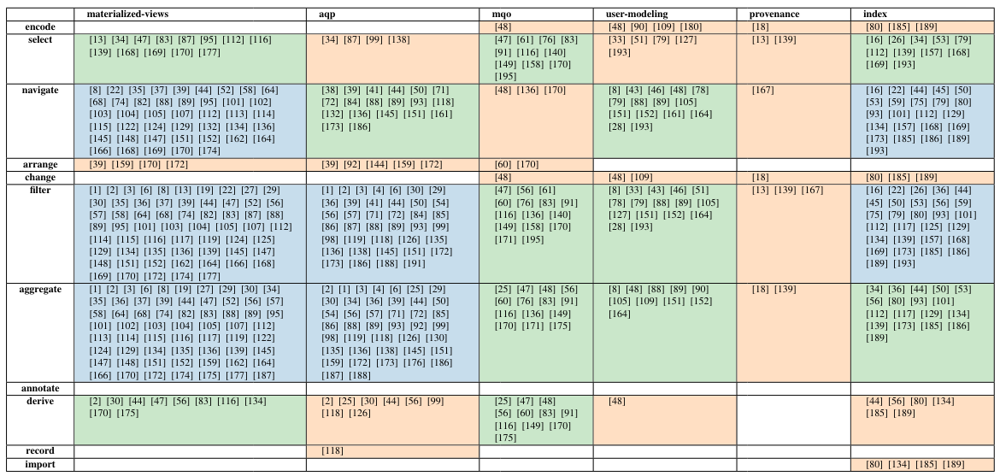 materialized-views
aqp
mqo
user-modeling
provenance
index
encode
[48]
[48] [90] [109] [180]
[18]
[80] [185] [189]
select
[13] [34] [47] [83] [87] [95] [112] [116]
[139] [168] [169] [170] [177]
[34] [87] [99] [138]
[47] [61] [76] [83]
[91] [116] [140]
[149] [158] [170]
[195]
[33] [51] [79] [127]
[193]
[13] [139]
[16] [26] [34] [53] [79]
[112] [139] [157] [168]
[169] [193]
navigate
[8] [22] [35] [37] [39] [44] [52] [58] [64]
[68] [74] [82] [88] [89] [95] [101] [102]
[103] [104] [105] [107] [112] [113] [114]
[115] [122] [124] [129] [132] [134] [136]
[145] [148] [147] [151] [152] [162] [164]
[166] [168] [169] [170] [174]
[38] [39] [41] [44] [50] [71]
[72] [84] [88] [89] [93] [118]
[132] [136] [145] [151] [161]
[173] [186]
[48] [136] [170]
[8] [43] [46] [48] [78]
[79] [88] [89] [105]
[151] [152] [161] [164]
[28] [193]
[167]
[16] [22] [44] [45] [50]
[53] [59] [75] [79] [80]
[93] [101] [112] [129]
[134] [157] [168] [169]
[173] [185] [186] [189]
[193]
arrange
[39] [159] [170] [172]
[39] [92] [144] [159] [172]
[60] [170]
change
[48]
[48] [109]
[18]
[80] [185] [189]
filter
[1] [2] [3] [6] [8] [13] [19] [22] [27] [29]
[30] [35] [36] [37] [39] [44] [47] [52] [56]
[57] [58] [64] [68] [74] [82] [83] [87] [88]
[89] [95] [101] [103] [104] [105] [107] [112]
[114] [115] [116] [117] [119] [124] [125]
[129] [134] [135] [136] [139] [145] [147]
[148] [151] [152] [162] [164] [166] [168]
[169] [170] [172] [174] [177]
[1] [2] [3] [4] [6] [30] [29]
[36] [39] [41] [44] [50] [54]
[56] [57] [71] [72] [84] [85]
[86] [87] [88] [89] [93] [99]
[98] [119] [118] [126] [135]
[136] [138] [145] [151] [172]
[173] [186] [188] [191]
[47] [56] [61]
[60] [76] [83] [91]
[116] [136] [140]
[149] [158] [170]
[171] [195]
[8] [33] [43] [46] [51]
[78] [79] [88] [89] [105]
[127] [151] [152] [164]
[28] [193]
[13] [139] [167]
[16] [22] [26] [36] [44]
[45] [50] [53] [56] [59]
[75] [79] [80] [93] [101]
[112] [117] [125] [129]
[134] [139] [157] [168]
[169] [173] [185] [186]
[189] [193]
aggregate
[1] [2] [3] [6] [8] [19] [27] [29] [30] [34]
[35] [36] [37] [39] [44] [47] [52] [56] [57]
[58] [64] [68] [74] [82] [83] [88] [89] [95]
[101] [102] [103] [104] [105] [107] [112]
[113] [114] [115] [116] [117] [119] [122]
[124] [129] [134] [135] [136] [139] [145]
[147] [148] [151] [152] [159] [162] [164]
[166] [170] [172] [174] [175] [177] [187]
[2] [1] [3] [4] [6] [25] [29]
[30] [34] [36] [39] [44] [50]
[54] [56] [57] [71] [72] [85]
[86] [88] [89] [93] [92] [99]
[98] [119] [118] [126] [130]
[135] [136] [138] [145] [151]
[159] [172] [173] [176] [186]
[187] [188]
[25] [47] [48] [56]
[60] [76] [83] [91]
[116] [136] [149]
[170] [171] [175]
[8] [48] [88] [89] [90]
[105] [109] [151] [152]
[164]
[18] [139]
[34] [36] [44] [50] [53]
[56] [80] [93] [101]
[112] [117] [129] [134]
[139] [173] [185] [186]
[189]
annotate
derive
[2] [30] [44] [47] [56] [83] [116] [134]
[170] [175]
[2] [25] [30] [44] [56] [99]
[118] [126]
[25] [47] [48]
[56] [60] [83] [91]
[116] [149] [170]
[175]
[48]
[44] [56] [80] [134]
[185] [189]
record
[118]
import
[80] [134] [185] [189]